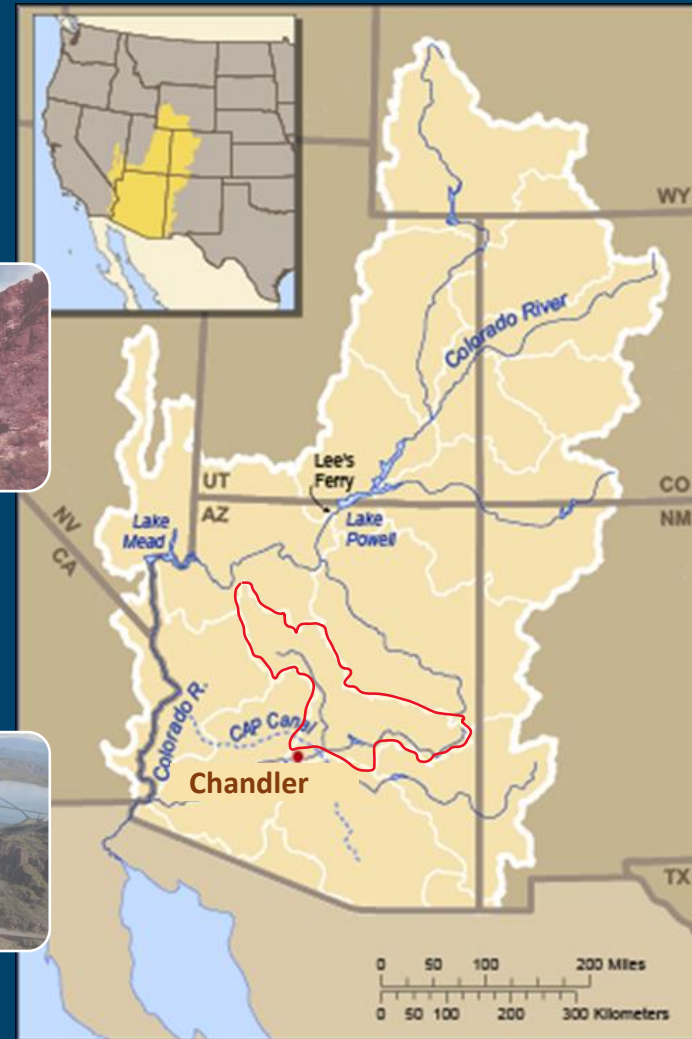 WY
Colorado River
Lee's
Ferry
UT
AZ
CO
NM
NV
CA
Lake
Mead
Lake
Powell
Colorado R.
CAP Canal
Chandler
TX
0 50 100 200 Miles
0 50 100 200 300 Kilometers